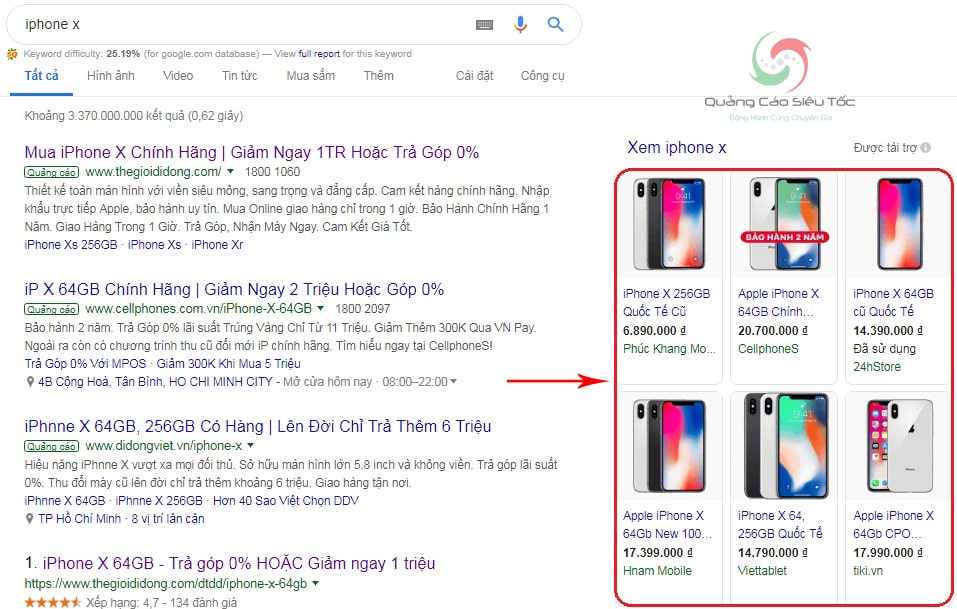 iphone x
Keyword difficulty: 25.19% (for google.com database) — View full report for this keyword
Tất cả Hình ảnh Video Tin tức Mua sắm Thêm Cài đặt Công cụ
Quảng Cáo Siêu Tốc
Đồng Hành Cùng Chuyên Gia
Khoảng 3.370.000.000 kết quả (0,62 giây)
Mua iPhone X Chính Hãng | Giảm Ngay 1TR Hoặc Trả Góp 0%
Quảng cáo www.thegioididong.com/ ▼ 1800 1060
Thiết kế toàn màn hình với viền siêu mỏng, sang trọng và đẳng cấp. Cam kết hàng chính hãng. Nhập
khẩu trực tiếp Apple, bảo hành uy tín. Mua Online giao hàng chỉ trong 1 giờ. Bảo Hành Chính Hãng 1
Năm. Giao Hàng Trong 1 Giờ. Trả Góp, Nhận Máy Ngay. Cam Kết Giá Tốt.
iPhone Xs 256GB · iPhone Xs · iPhone Xr
iP X 64GB Chính Hãng | Giảm Ngay 2 Triệu Hoặc Góp 0%
Quảng cáo www.cellphones.com.vn/iPhone-X-64GB ▼ 1800 2097
Bảo hành 2 năm. Trả Góp 0% lãi suất Trúng Vàng Chỉ Từ 11 Triệu. Giảm Thêm 300K Qua VN Pay.
Ngoài ra còn có chương trình thu cũ đổi mới iP chính hãng. Tìm hiểu ngay tại CellphoneS!
Trả Góp 0% Với MPOS · Giảm 300K Khi Mua 5 Triệu
4B Cộng Hoà, Tân Bình, HO CHI MINH CITY - Mở cửa hôm nay · 08:00–22:00 ▾
iPhnne X 64GB, 256GB Có Hàng | Lên Đời Chỉ Trả Thêm 6 Triệu
Quảng cáo www.didongviet.vn/iphone-x ▼
Hiệu năng iPhnne X vượt xa mọi đối thủ. Sở hữu màn hình lớn 5.8 inch và không viền. Trả góp lãi suất
0%. Thu đổi máy cũ lên đời chỉ trả thêm khoảng 6 triệu. Giao hàng tận nơi.
iPhnne X 64GB · iPhnne X 256GB · Hơn 40 Sao Việt Chọn DDV
TP Hồ Chí Minh · 8 vị trí lân cận
1. iPhone X 64GB - Trả góp 0% HOẶC Giảm ngay 1 triệu
https://www.thegioididong.com/dtdd/iphone-x-64gb ▼
Xếp hạng: 4,7 - 134 đánh giá
Xem iphone x Được tài trợ
BẢO HÀNH 2 NĂM
iPhone X 256GB
Quốc Tế Cũ
6.890.000 ₫
Phúc Khang Mo...
Apple iPhone X
64GB Chính...
20.700.000 ₫
CellphoneS
iPhone X 64GB
cũ Quốc Tế
14.390.000 ₫
Đã sử dụng
24hStore
Apple iPhone X
64Gb New 100...
17.399.000 ₫
Hnam Mobile
iPhone X 64,
256GB Quốc Tế
14.790.000 ₫
Viettablet
Apple iPhone X
64Gb CPO...
17.990.000 ₫
tiki.vn